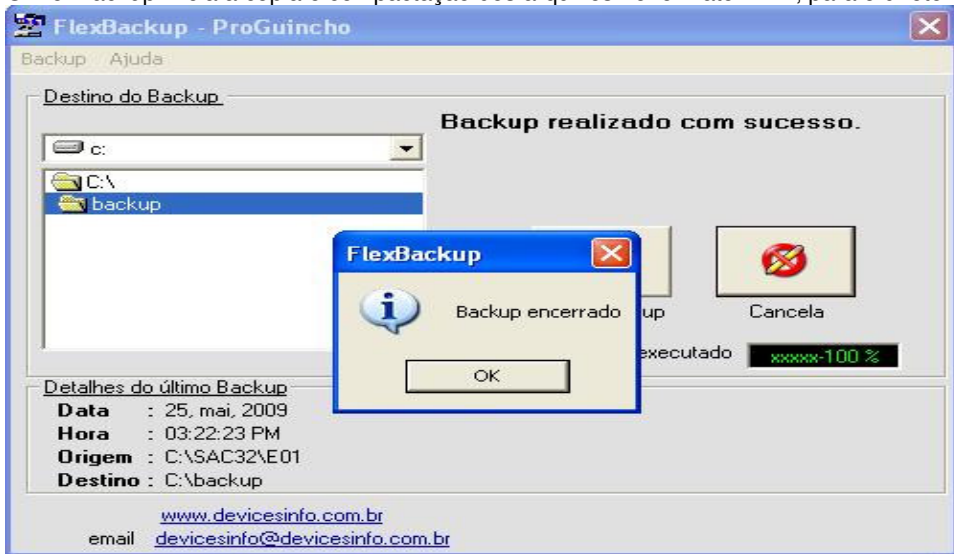 FlexBackup - ProGuincho
Backup Ajuda
Destino do Backup
Backup realizado com sucesso.
c:
C:\
backup
FlexBackup
Backup encerrado
up
Cancela
OK
executado xxxxx-100 %
Detalhes do último Backup
Data : 25, mai, 2009
Hora : 03:22:23 PM
Origem : C:\SAC32\E01
Destino : C:\backup
www.devicesinfo.com.br
email devicesinfo@devicesinfo.com.br